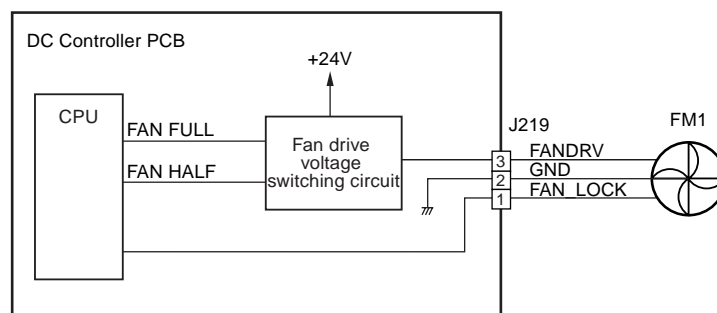 DC Controller PCB
+24V
CPU
FAN FULL
FAN HALF
Fan drive
voltage
switching circuit
J219
FM1
3
FANDRV
2
GND
1
FAN_LOCK